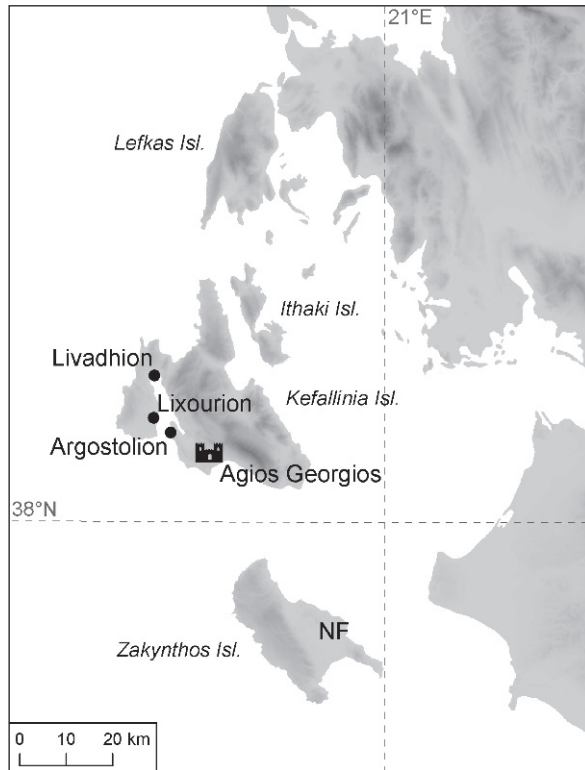 21°E
Lefkas Isl.
Ithaki Isl.
Livadhion
Kefallinia Isl.
Lixourion
Argostolion
Agios Georgios
38°N
NF
Zakynthos Isl.
0 10 20 km